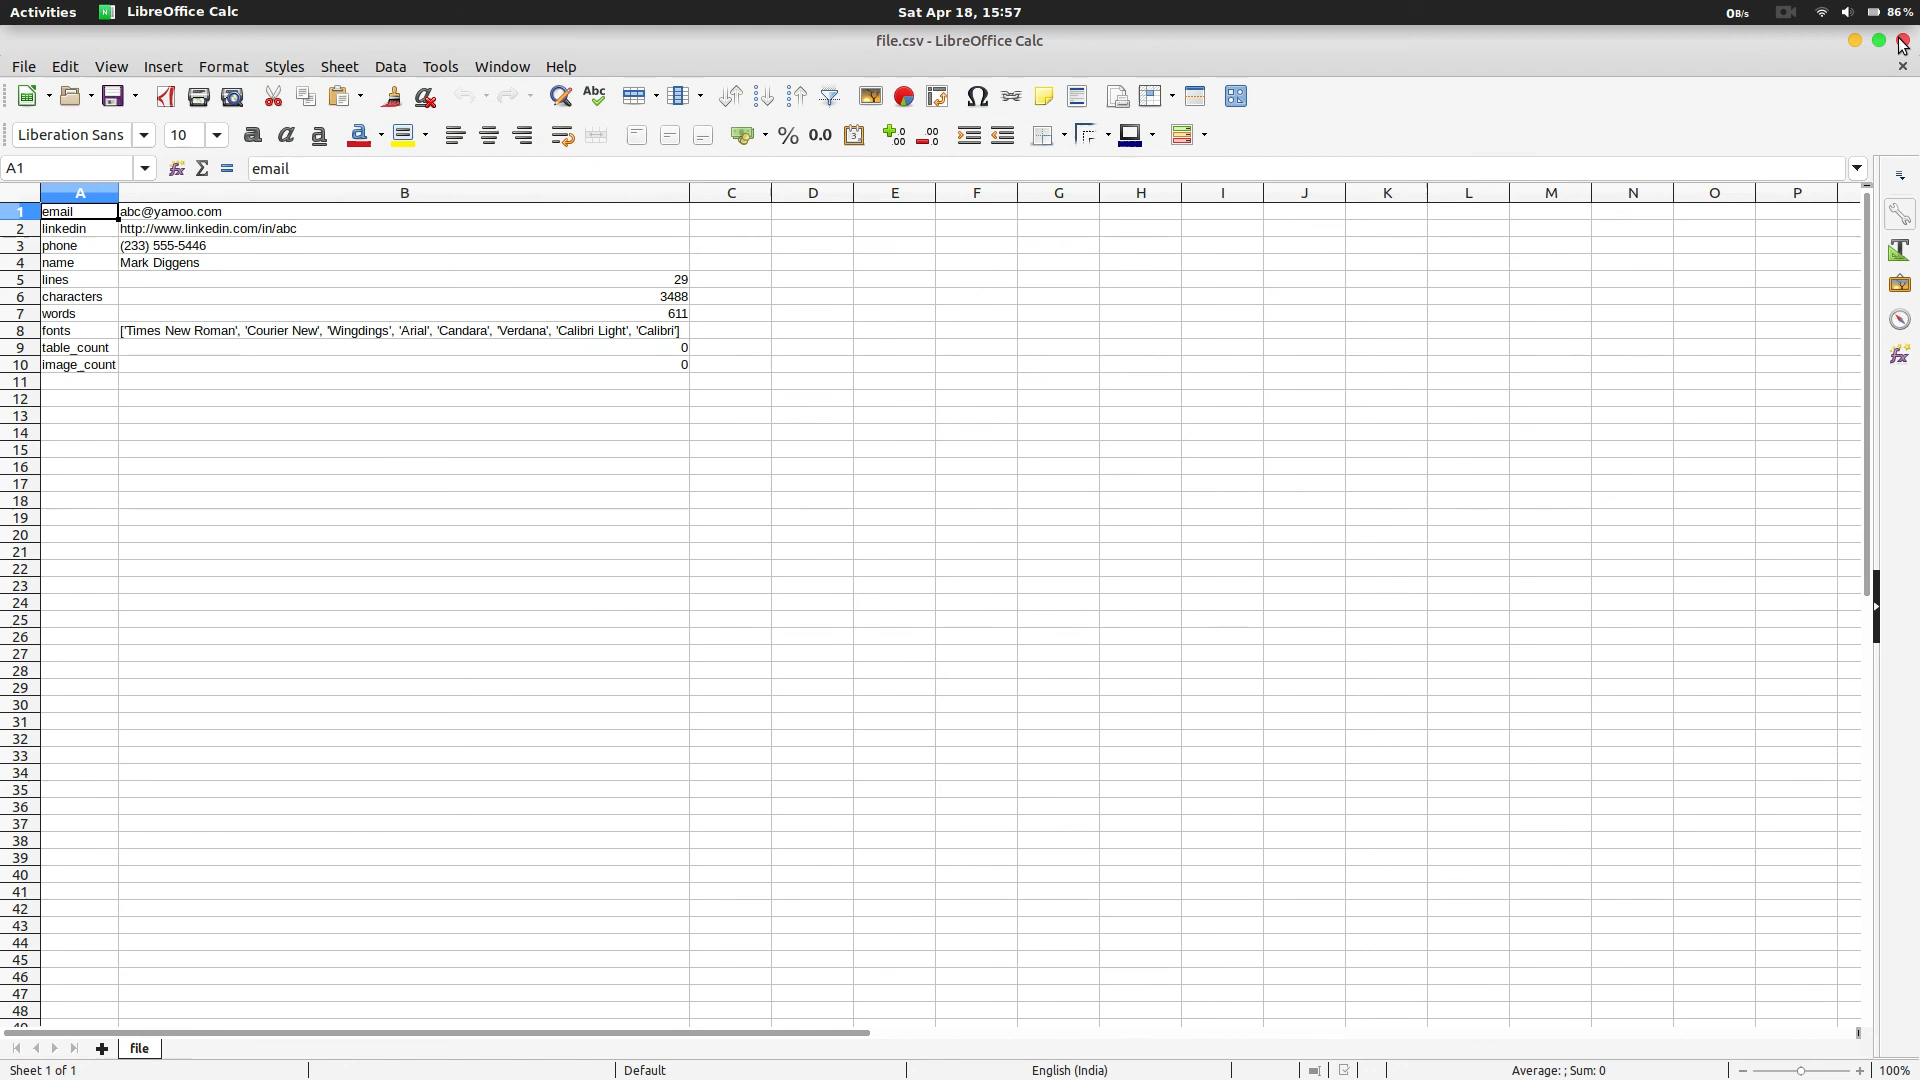 Activities LibreOffice Calc Sat Apr 18, 15:57 0B/s 86%
file.csv - LibreOffice Calc
File Edit View Insert Format Styles Sheet Data Tools Window Help
Abc
Liberation Sans 10 % 0.0
A1 email
A B C D E F G H I J K L M N O P
1 email abc@yamoo.com
2 linkedin http://www.linkedin.com/in/abc
3 phone (233) 555-5446
4 name Mark Diggens
5 lines 29
6 characters 3488
7 words 611
8 fonts ['Times New Roman', 'Courier New', 'Wingdings', 'Arial', 'Candara', 'Verdana', 'Calibri Light', 'Calibri']
9 table_count 0
10 image_count 0
11
12
13
14
15
16
17
18
19
20
21
22
23
24
25
26
27
28
29
30
31
32
33
34
35
36
37
38
39
40
41
42
43
44
45
46
47
48
file
Sheet 1 of 1 Default English (India) Average: ; Sum: 0 100%